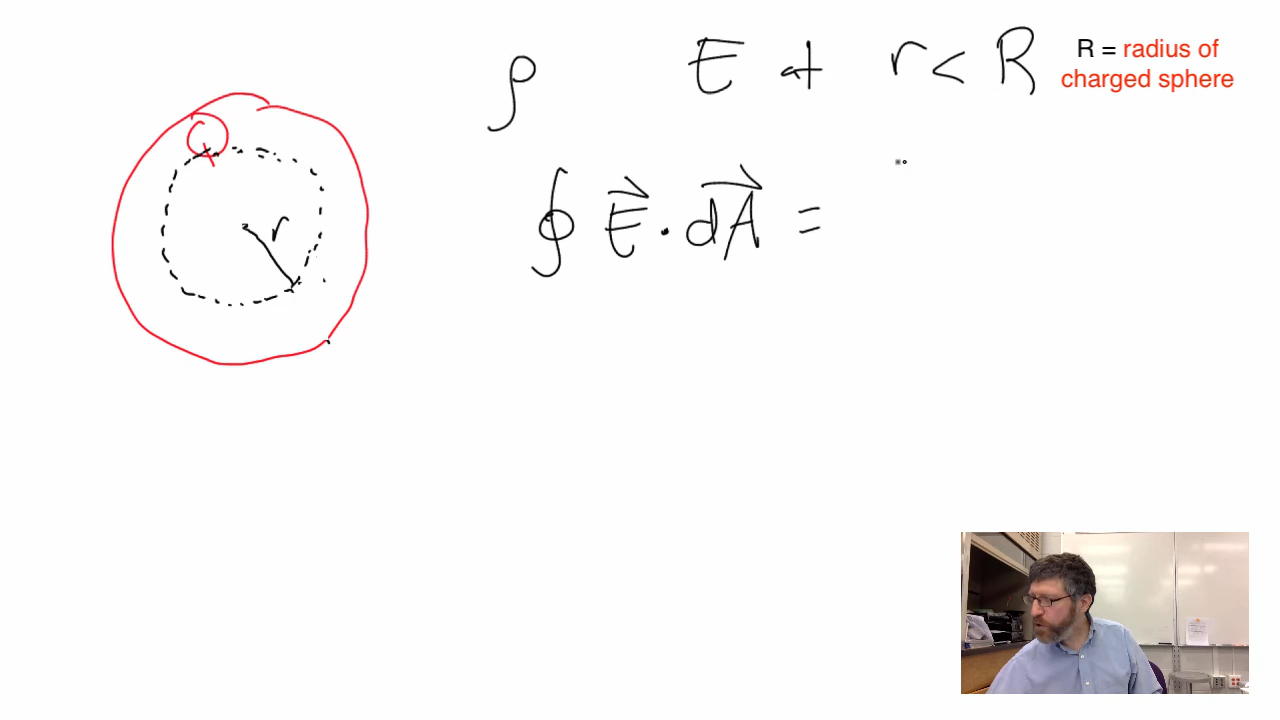 ρ E at r < R
R = radius of
charged sphere
Q
r
∮ E⃗ · dA⃗ =